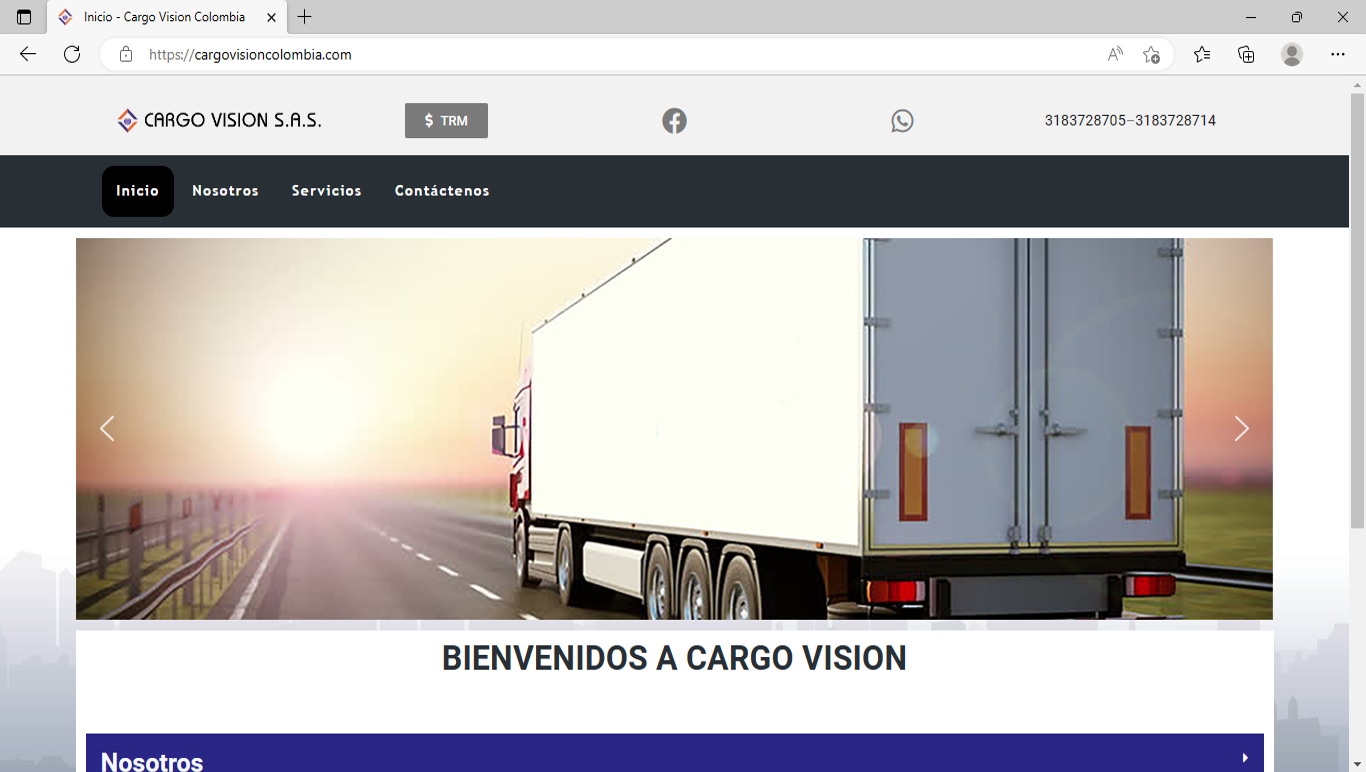 Inicio - Cargo Vision Colombia
https://cargovisioncolombia.com
CARGO VISION S.A.S.
$ TRM
3183728705–3183728714
Inicio Nosotros Servicios Contáctenos
BIENVENIDOS A CARGO VISION
Nosotros